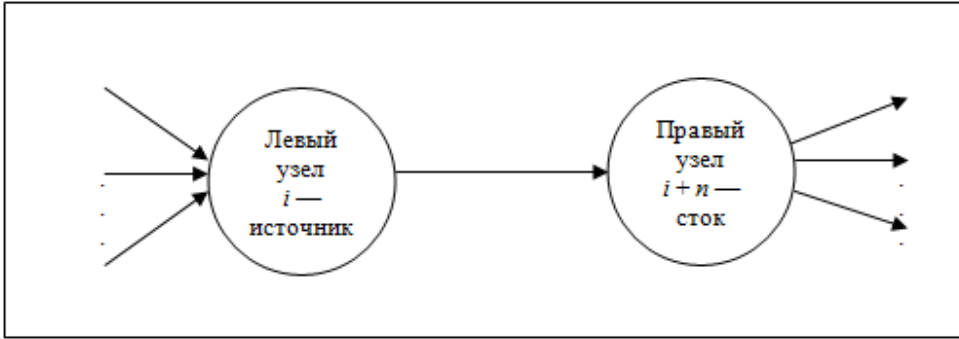 Левый
узел
i —
источник
Правый
узел
i + n —
сток